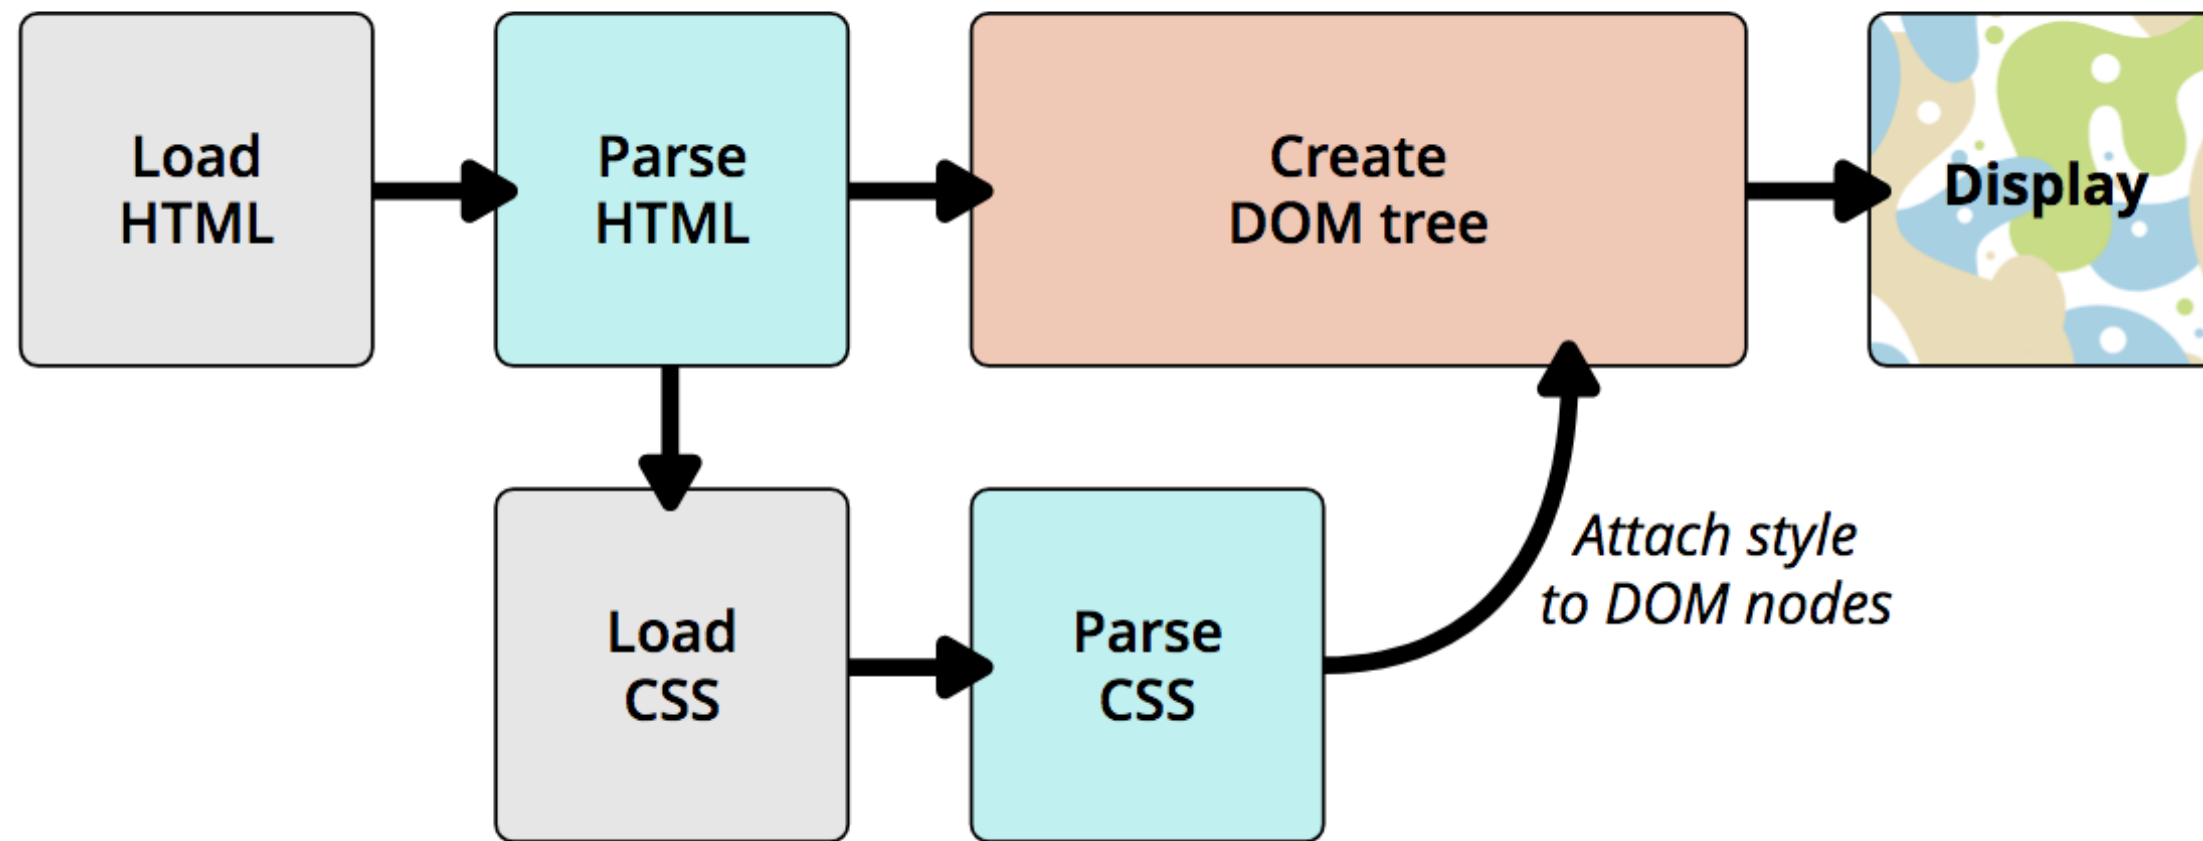 Load
HTML
Parse
HTML
Create
DOM tree
Display
Load
CSS
Parse
CSS
Attach style
to DOM nodes